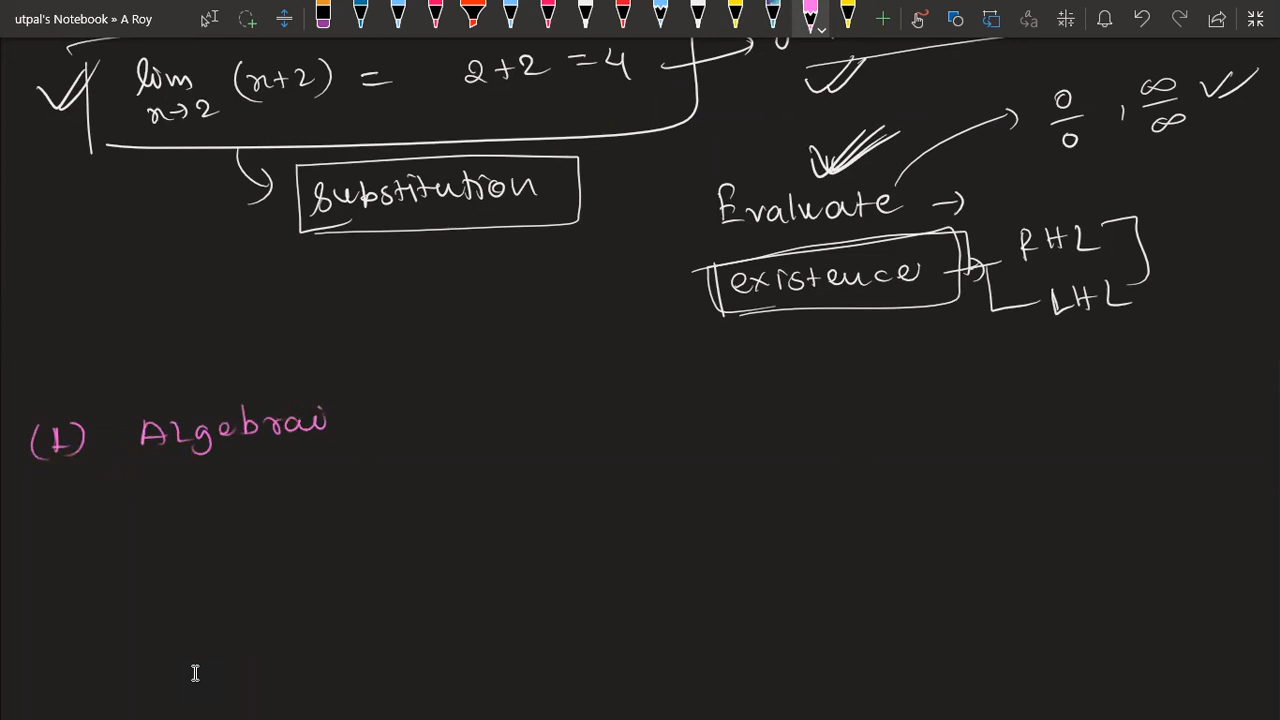 utpal's Notebook » A Roy
lim (x+2) = 2+2 = 4
x→2
0/0 , ∞/∞
substitution
Evaluate →
existence → RHL
LHL
(1) Algebrai